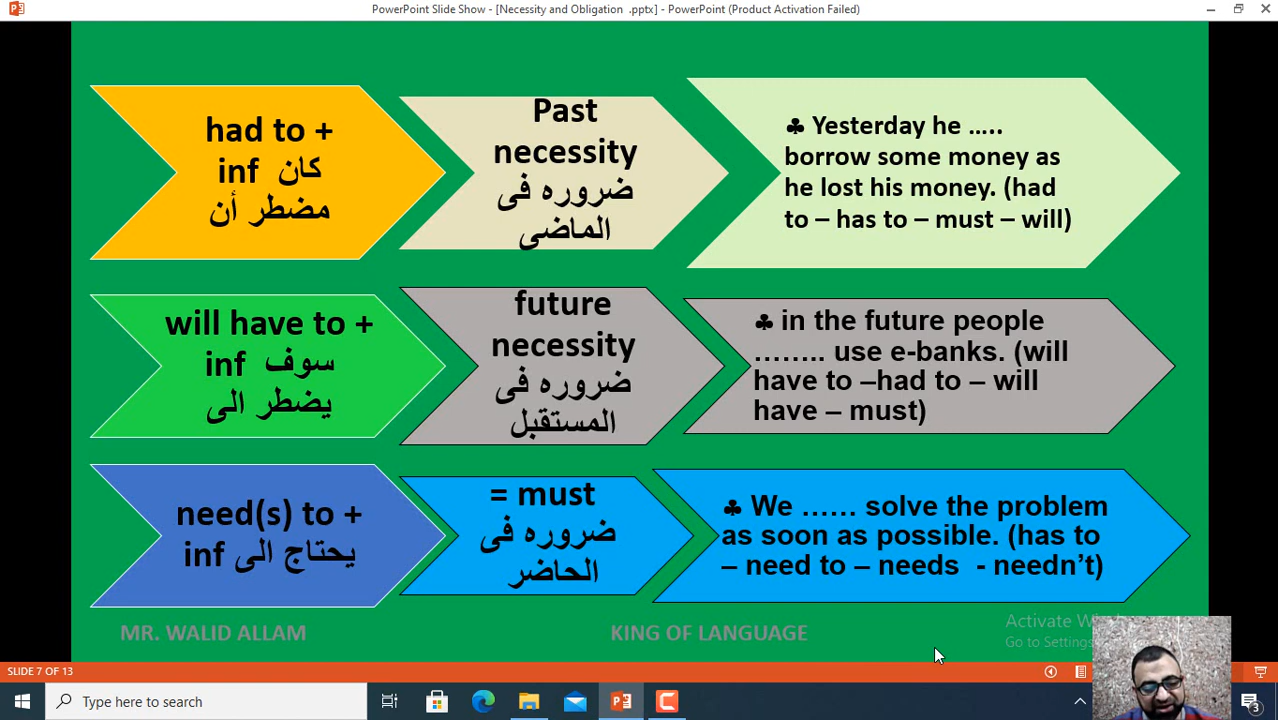 PowerPoint Slide Show - [Necessity and Obligation .pptx] - PowerPoint (Product Activation Failed)
had to +
inf كان
مضطر أن
Past
necessity
ضروره فى
الماضى
♣ Yesterday he …..
borrow some money as
he lost his money. (had
to – has to – must – will)
will have to +
inf سوف
يضطر الى
future
necessity
ضروره فى
المستقبل
♣ in the future people
…….. use e-banks. (will
have to –had to – will
have – must)
need(s) to +
inf يحتاج الى
= must
ضروره فى
الحاضر
♣ We …… solve the problem
as soon as possible. (has to
– need to – needs - needn’t)
MR. WALID ALLAM
KING OF LANGUAGE
Activate
Go to Settings
SLIDE 7 OF 13
Type here to search
3